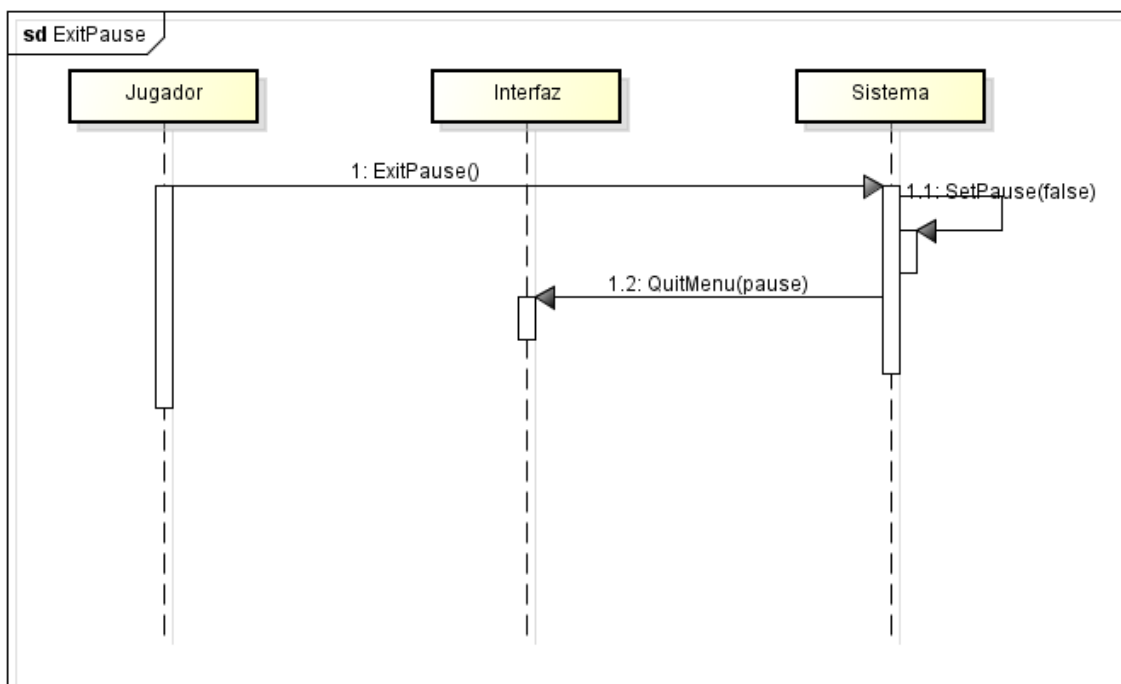 sd ExitPause
Jugador
Interfaz
Sistema
1: ExitPause()
1.1: SetPause(false)
1.2: QuitMenu(pause)